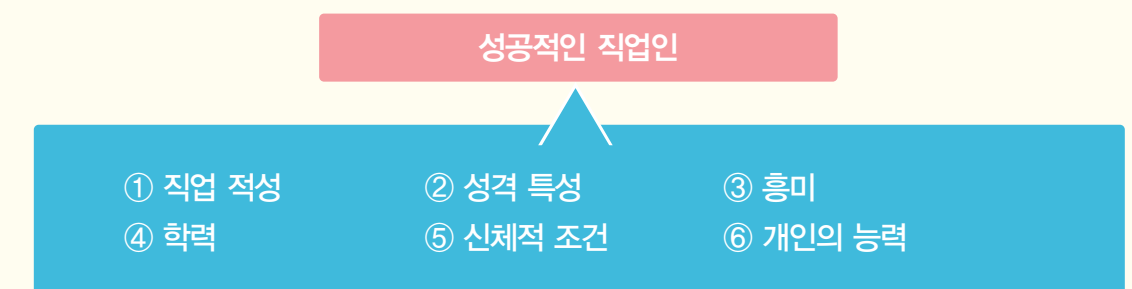 성공적인 직업인
① 직업 적성 ② 성격 특성 ③ 흥미
④ 학력 ⑤ 신체적 조건 ⑥ 개인의 능력